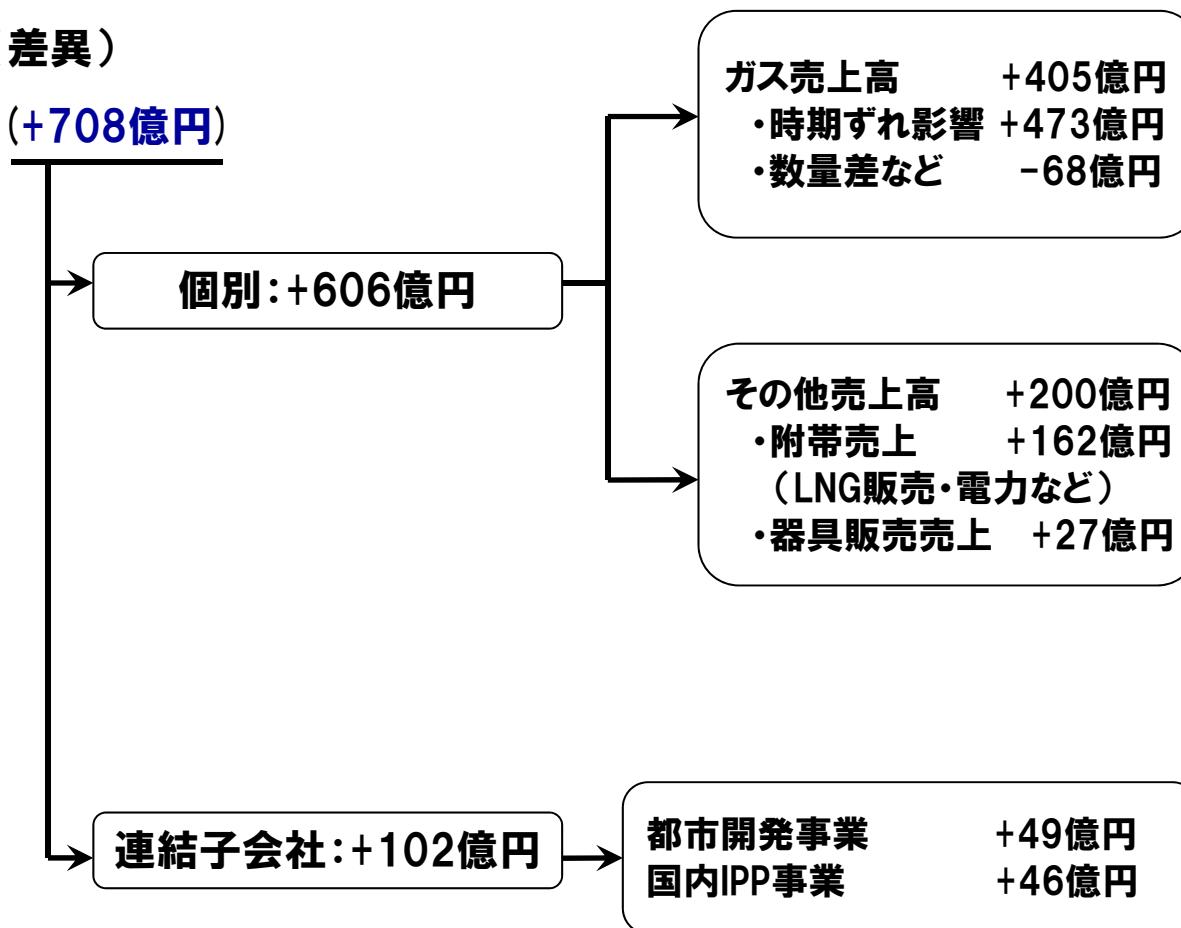 差異）
(+708億円)
ガス売上高 +405億円
・時期ずれ影響 +473億円
・数量差など -68億円
個別：+606億円
その他売上高 +200億円
・附帯売上 +162億円
（LNG販売・電力など）
・器具販売売上 +27億円
連結子会社：+102億円
都市開発事業 +49億円
国内IPP事業 +46億円